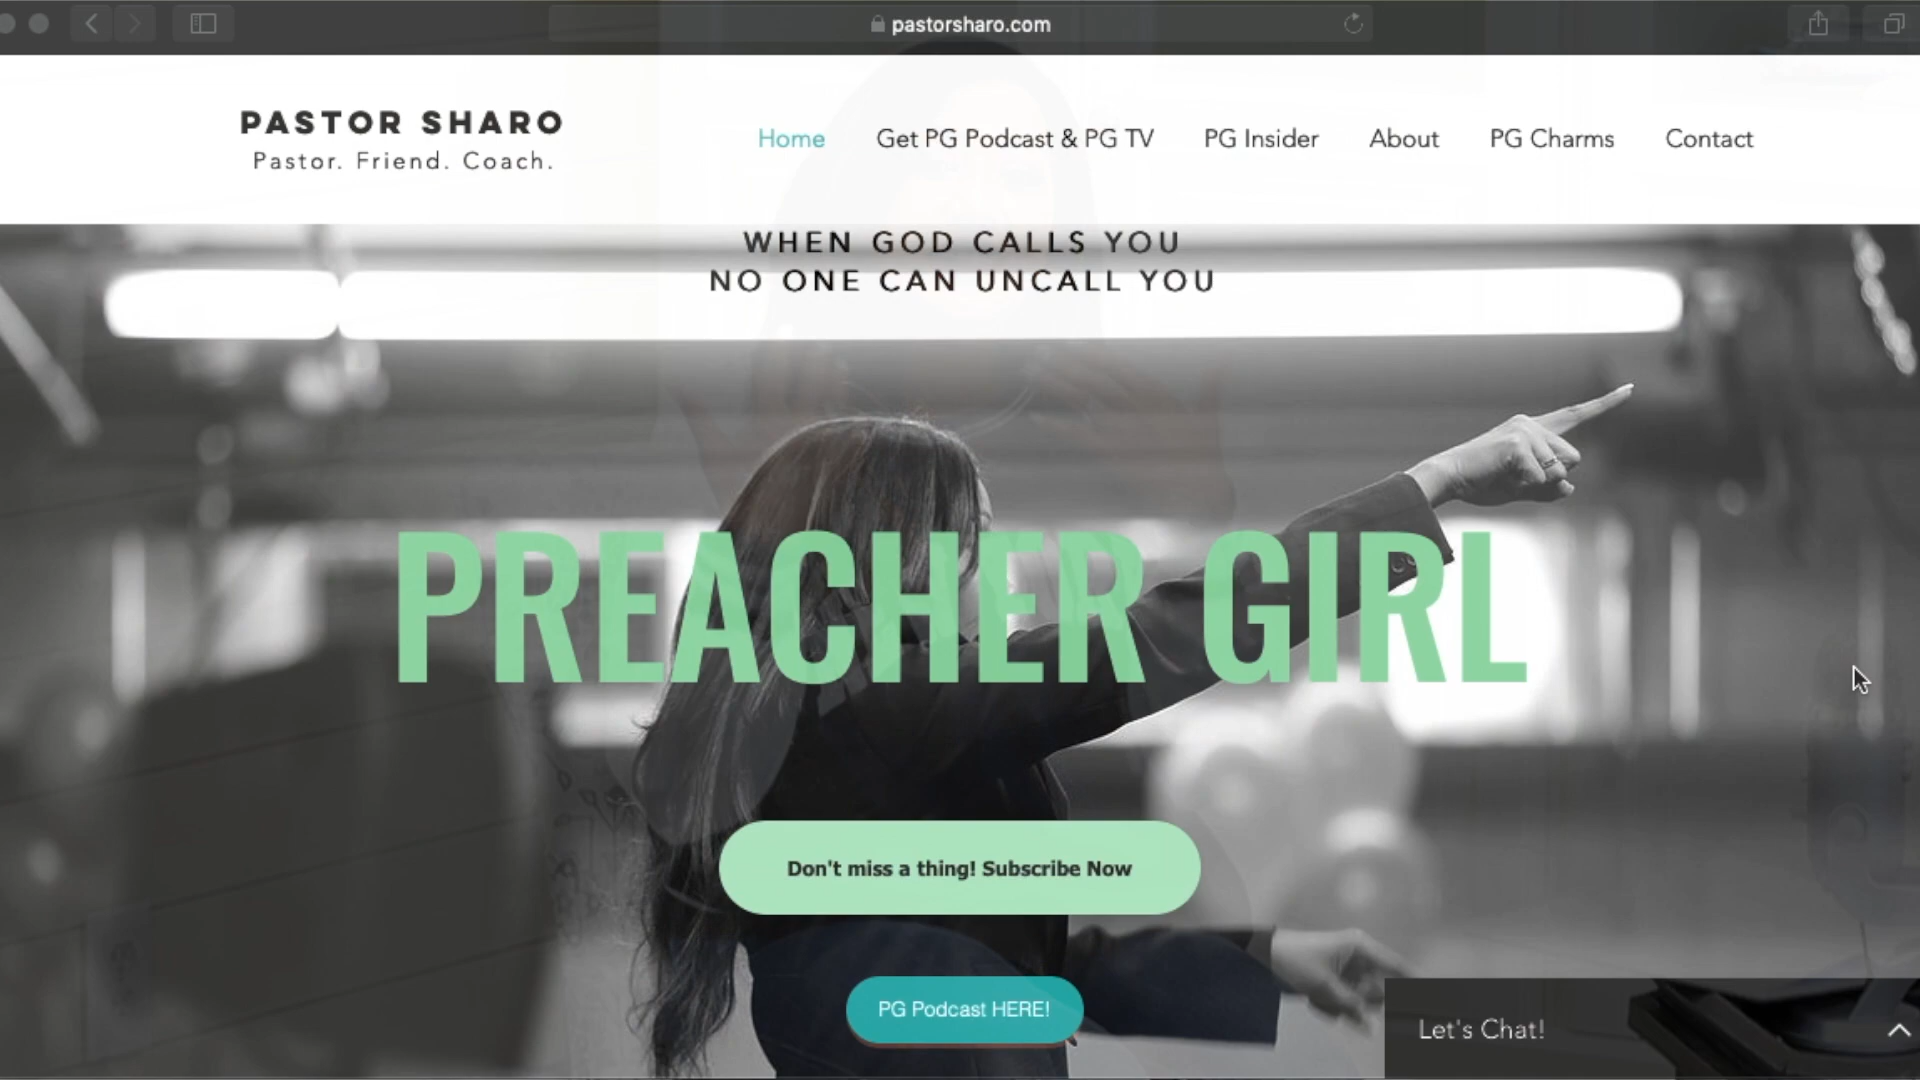 pastorsharo.com
PASTOR SHARO
Pastor. Friend. Coach.
Home Get PG Podcast & PG TV PG Insider About PG Charms Contact
WHEN GOD CALLS YOU
NO ONE CAN UNCALL YOU
PREACHER GIRL
Don't miss a thing! Subscribe Now
PG Podcast HERE!
Let's Chat!